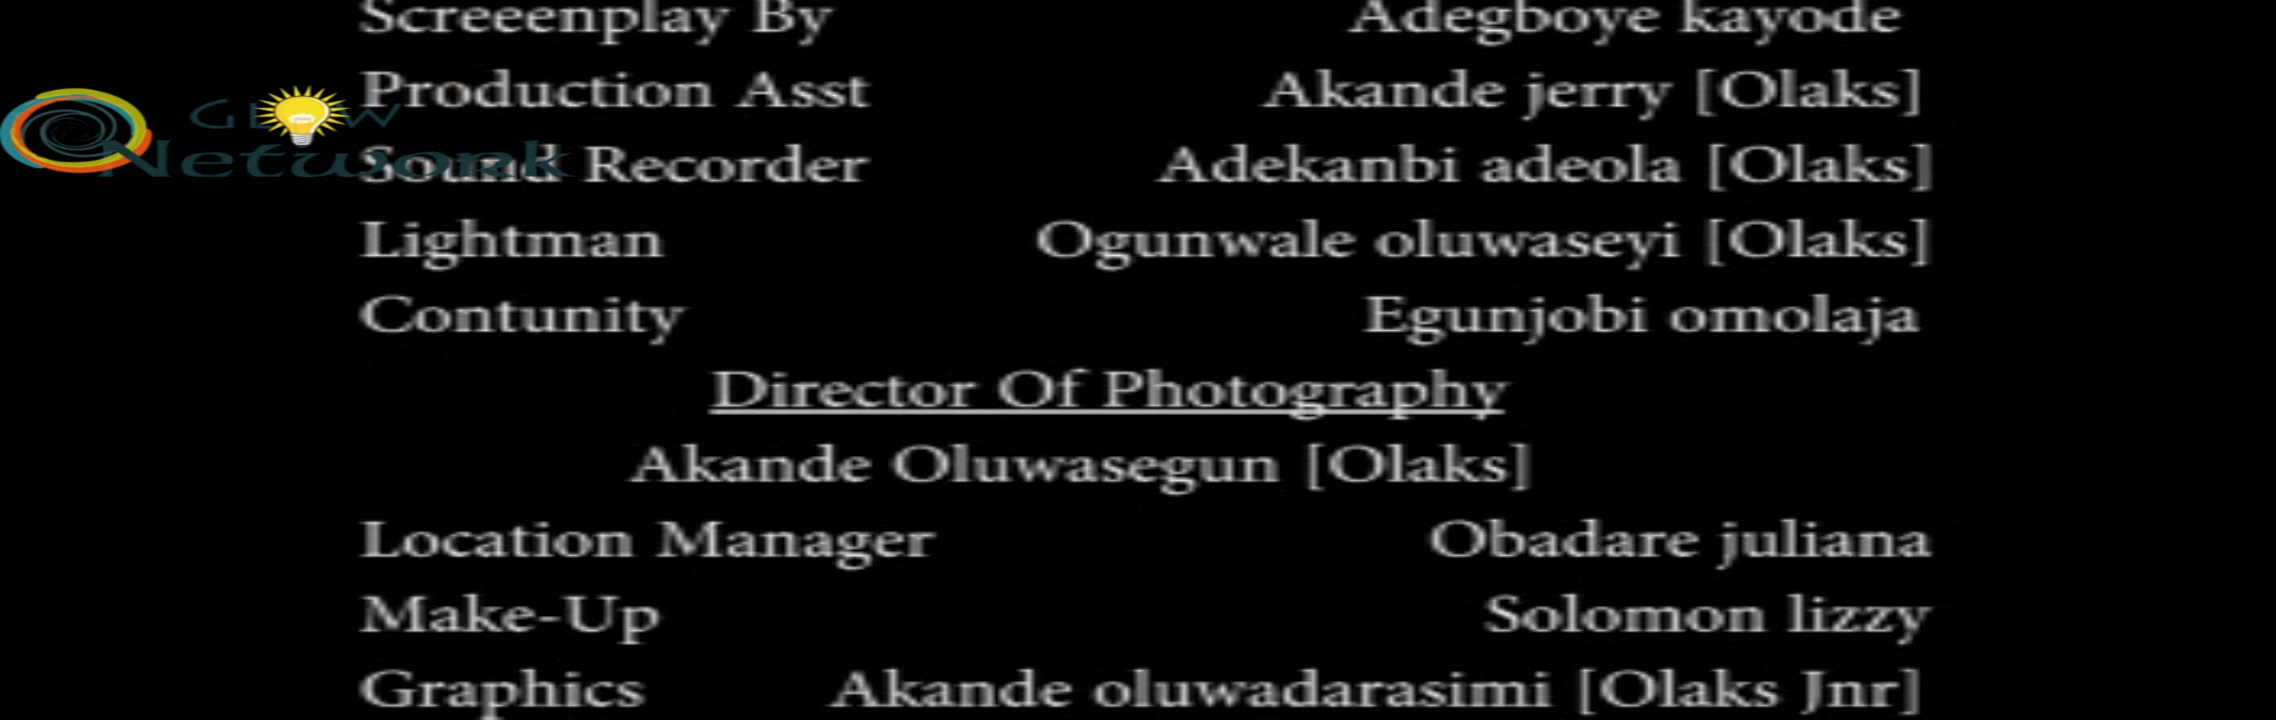 Screeenplay By Adegboye kayode
Production Asst Akande jerry [Olaks]
GLOW
Network
Sound Recorder Adekanbi adeola [Olaks]
Lightman Ogunwale oluwaseyi [Olaks]
Contunity Egunjobi omolaja
Director Of Photography
Akande Oluwasegun [Olaks]
Location Manager Obadare juliana
Make-Up Solomon lizzy
Graphics Akande oluwadarasimi [Olaks Jnr]